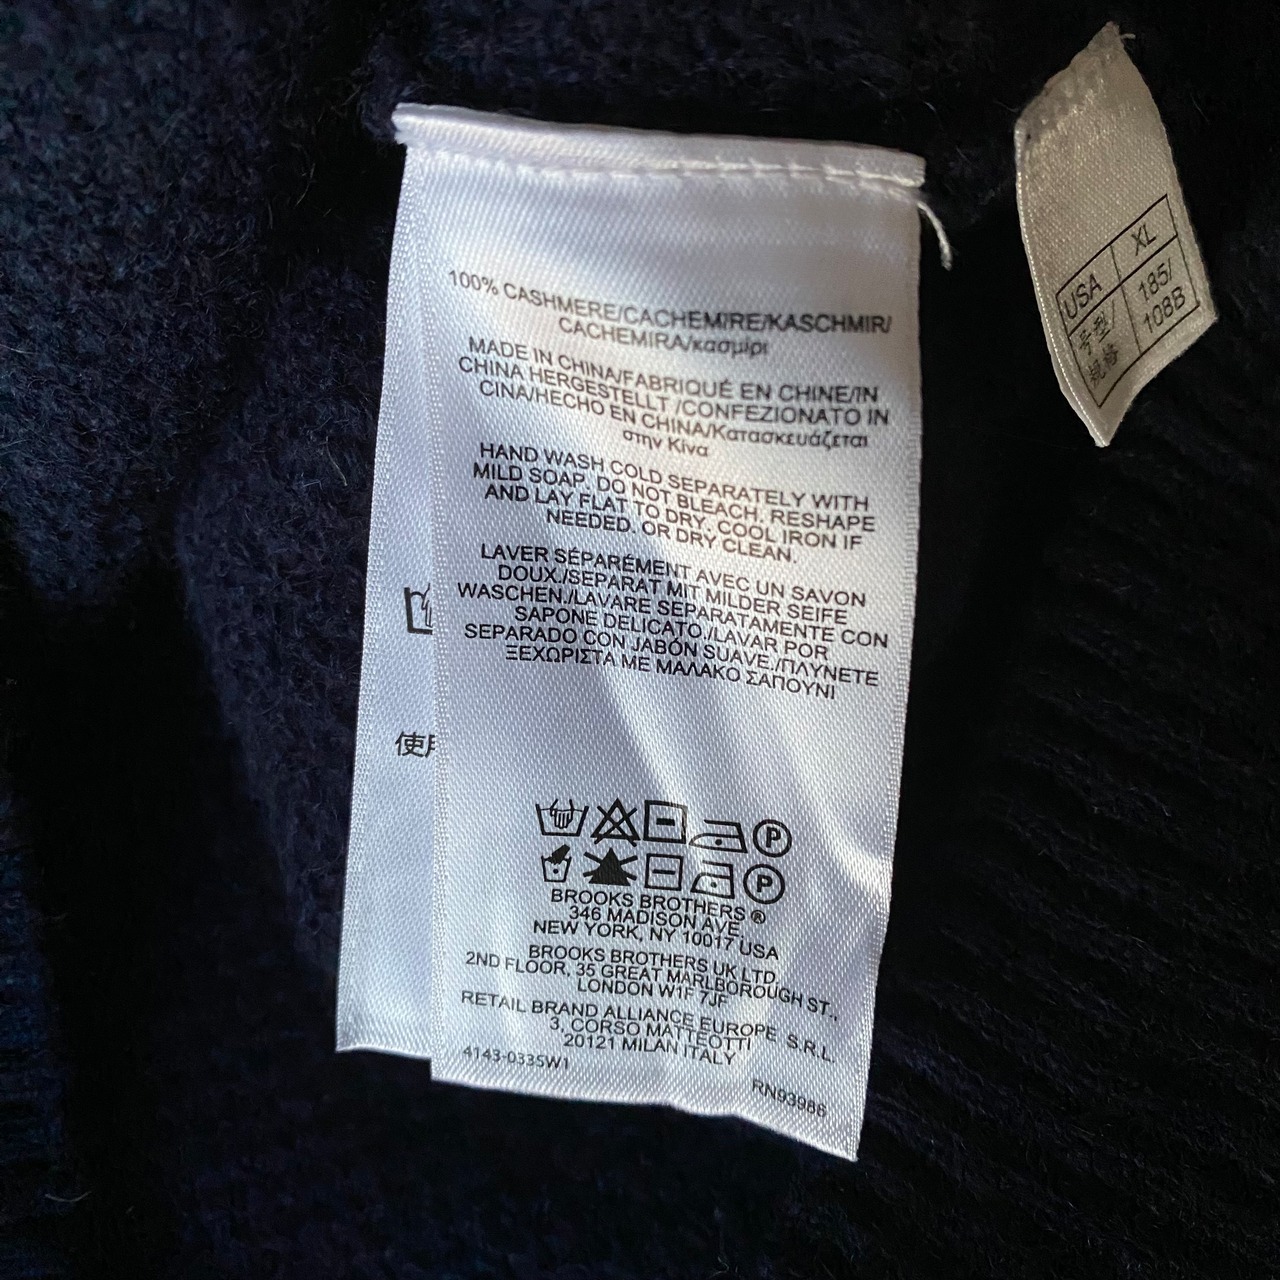 100% CASHMERE/CACHEMIRE/KASCHMIR/
CACHEMIRA/κασμίρι
MADE IN CHINA/FABRIQUÉ EN CHINE/IN
CHINA HERGESTELLT /CONFEZIONATO IN
CINA/HECHO EN CHINA/Κατασκευάζεται
στην Κίνα
HAND WASH COLD SEPARATELY WITH
MILD SOAP. DO NOT BLEACH, RESHAPE
AND LAY FLAT TO DRY. COOL IRON IF
NEEDED. OR DRY CLEAN.
LAVER SÉPARÉMENT AVEC UN SAVON
DOUX./SEPARAT MIT MILDER SEIFE
WASCHEN./LAVARE SEPARATAMENTE CON
SAPONE DELICATO./LAVAR POR
SEPARADO CON JABÓN SUAVE./ΠΛΥΝΕΤΕ
ΞΕΧΩΡΙΣΤΑ ΜΕ ΜΑΛΑΚΟ ΣΑΠΟΥΝΙ
P
P
BROOKS BROTHERS ®
346 MADISON AVE.
NEW YORK, NY 10017 USA
BROOKS BROTHERS UK LTD.
2ND FLOOR, 35 GREAT MARLBOROUGH ST.,
LONDON W1F 7JF
RETAIL BRAND ALLIANCE EUROPE S.R.L.
3, CORSO MATTEOTTI
20121 MILAN ITALY
4143-033SW1
RN93986
使
USA XL
号型/ 185/
规格 108B